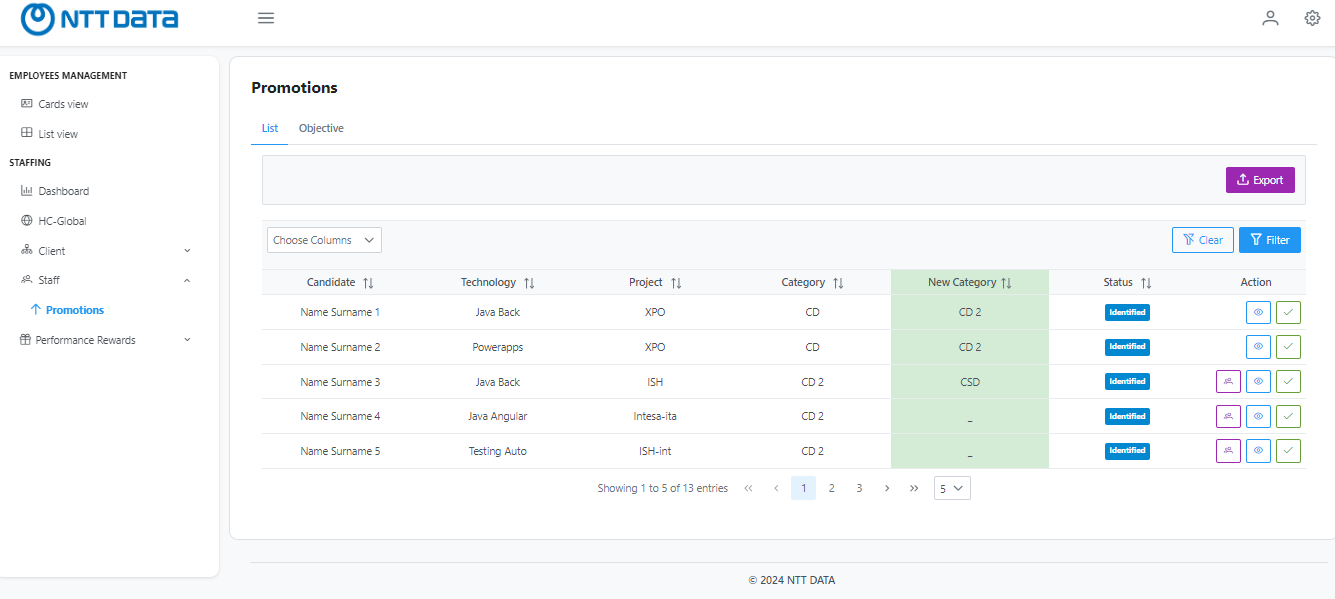 NTT DATA
EMPLOYEES MANAGEMENT
Cards view
List view
STAFFING
Dashboard
HC-Global
Client
Staff
Promotions
Performance Rewards
Promotions
List Objective
Export
Choose Columns Clear Filter
Candidate Technology Project Category New Category Status Action
Name Surname 1 Java Back XPO CD CD 2 Identified
Name Surname 2 Powerapps XPO CD CD 2 Identified
Name Surname 3 Java Back ISH CD 2 CSD Identified
Name Surname 4 Java Angular Intesa-ita CD 2 _ Identified
Name Surname 5 Testing Auto ISH-int CD 2 _ Identified
Showing 1 to 5 of 13 entries « ‹ 1 2 3 › » 5
© 2024 NTT DATA